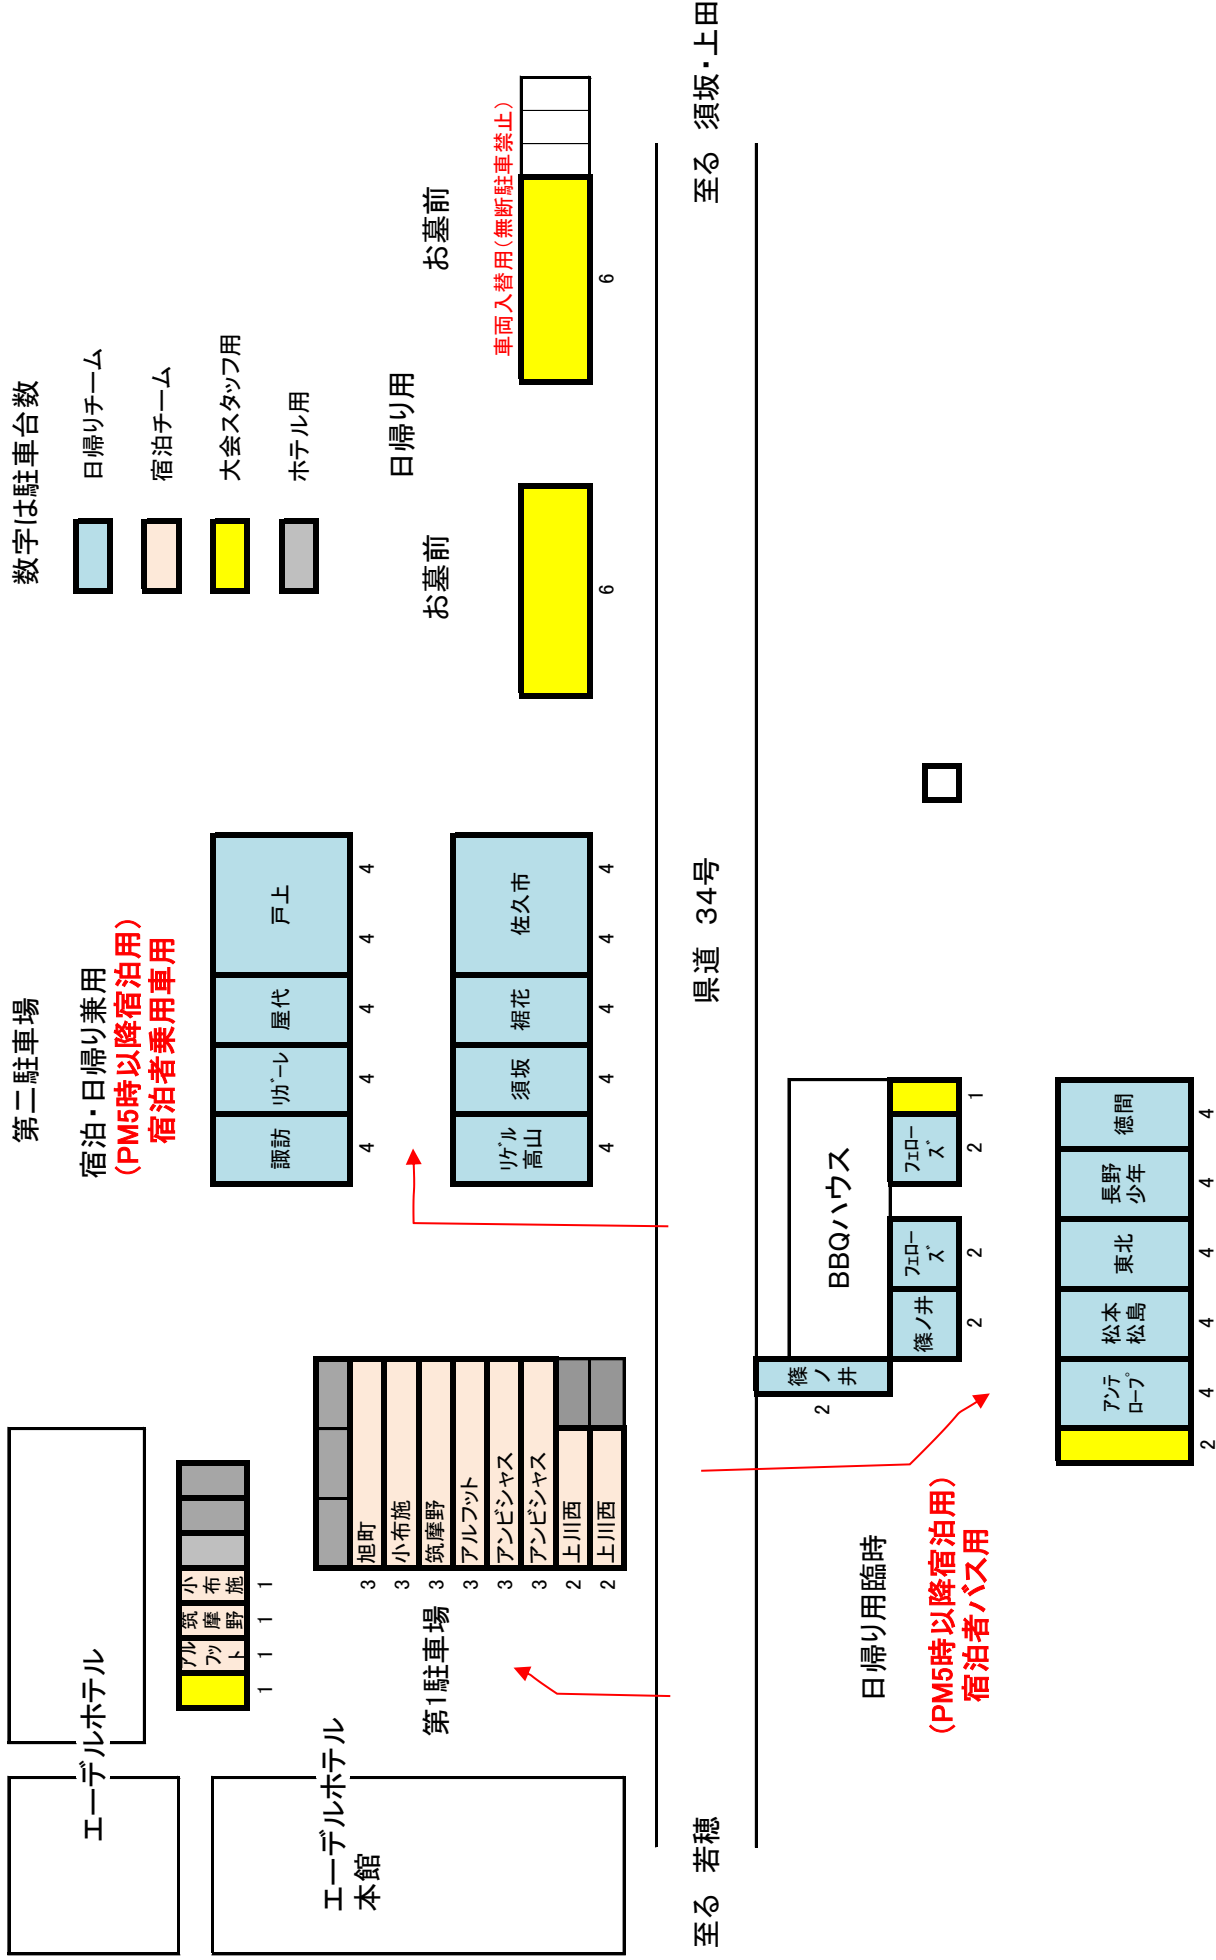 第二駐車場
数字は駐車台数
宿泊・日帰り兼用
（PM5時以降宿泊用）
宿泊者乗用車用
日帰りチーム
宿泊チーム
大会スタッフ用
ホテル用
エーデルホテル
アル
フッ
ト
筑
摩
野
小
布
施
1
1
1
1
諏訪
リガーレ
屋代
戸上
4
4
4
4
4
日帰り用
お墓前
お墓前
車両入替用（無断駐車禁止）
エーデルホテル
本館
第1駐車場
3
旭町
3
小布施
3
筑摩野
3
アルフット
3
アンビシャス
3
アンビシャス
2
上川西
2
上川西
リゲル
高山
須坂
裾花
佐久市
4
4
4
4
4
6
6
至る 若穂
県道 34号
至る 須坂・上田
2
篠
ノ
井
BBQハウス
日帰り用臨時
（PM5時以降宿泊用）
宿泊者バス用
篠ノ井
フェロー
ズ
フェロー
ズ
2
2
2
1
アンテ
ロープ
松本
松島
東北
長野
少年
徳間
2
4
4
4
4
4